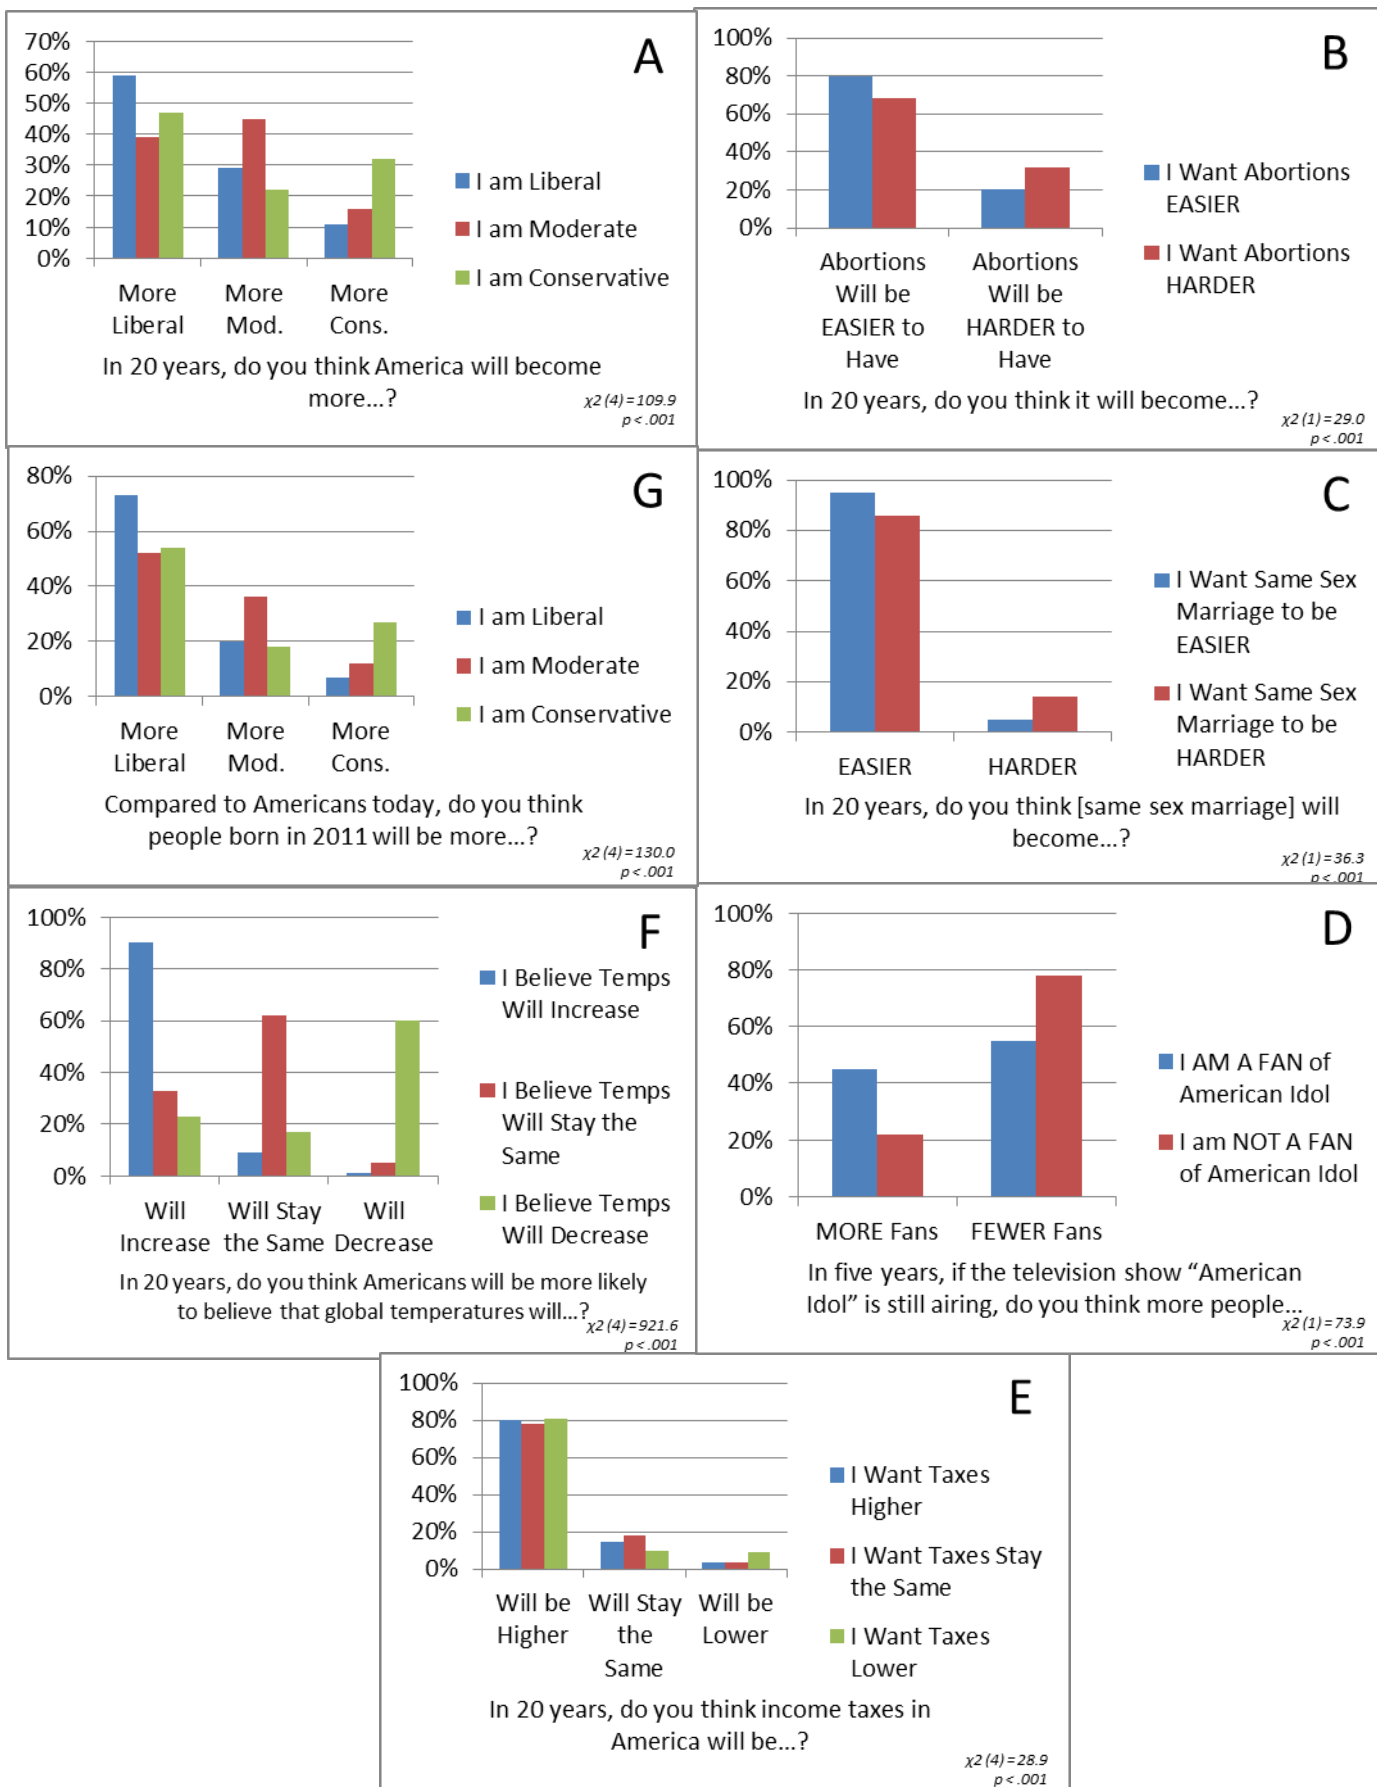 A
70%
60%
50%
40%
30%
20%
10%
0%
I am Liberal
I am Moderate
I am Conservative
More
Liberal
More
Mod.
More
Cons.
In 20 years, do you think America will become
more...?
χ2 (4) = 109.9
p < .001
B
100%
80%
60%
40%
20%
0%
I Want Abortions
EASIER
I Want Abortions
HARDER
Abortions
Will be
EASIER to
Have
Abortions
Will be
HARDER to
Have
In 20 years, do you think it will become...?
χ2 (1) = 29.0
p < .001
G
80%
60%
40%
20%
0%
I am Liberal
I am Moderate
I am Conservative
More
Liberal
More
Mod.
More
Cons.
Compared to Americans today, do you think
people born in 2011 will be more...?
χ2 (4) = 130.0
p < .001
C
100%
80%
60%
40%
20%
0%
I Want Same Sex
Marriage to be
EASIER
I Want Same Sex
Marriage to be
HARDER
EASIER
HARDER
In 20 years, do you think [same sex marriage] will
become...?
χ2 (1) = 36.3
p < .001
F
100%
80%
60%
40%
20%
0%
I Believe Temps
Will Increase
I Believe Temps
Will Stay the
Same
I Believe Temps
Will Decrease
Will
Increase
Will Stay
the Same
Will
Decrease
In 20 years, do you think Americans will be more likely
to believe that global temperatures will...?
χ2 (4) = 921.6
p < .001
D
100%
80%
60%
40%
20%
0%
I AM A FAN of
American Idol
I am NOT A FAN
of American Idol
MORE Fans
FEWER Fans
In five years, if the television show “American
Idol” is still airing, do you think more people...
χ2 (1) = 73.9
p < .001
E
100%
80%
60%
40%
20%
0%
I Want Taxes
Higher
I Want Taxes Stay
the Same
I Want Taxes
Lower
Will be
Higher
Will Stay
the
Same
Will be
Lower
In 20 years, do you think income taxes in
America will be...?
χ2 (4) = 28.9
p < .001